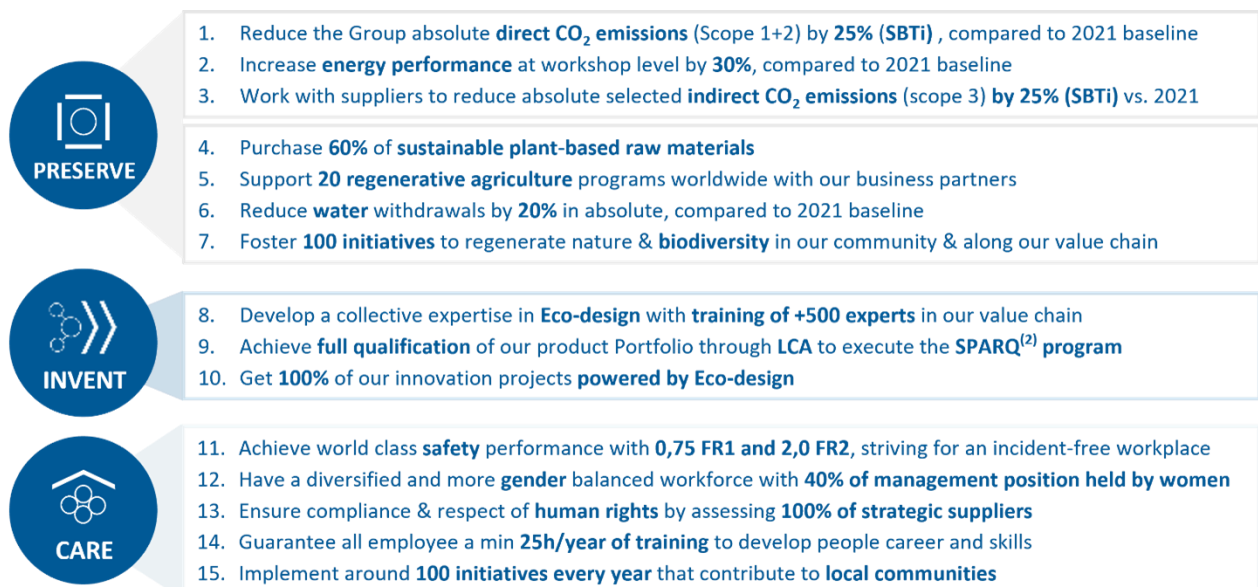 PRESERVE
1. Reduce the Group absolute direct CO₂ emissions (Scope 1+2) by 25% (SBTi) , compared to 2021 baseline
2. Increase energy performance at workshop level by 30%, compared to 2021 baseline
3. Work with suppliers to reduce absolute selected indirect CO₂ emissions (scope 3) by 25% (SBTi) vs. 2021
4. Purchase 60% of sustainable plant-based raw materials
5. Support 20 regenerative agriculture programs worldwide with our business partners
6. Reduce water withdrawals by 20% in absolute, compared to 2021 baseline
7. Foster 100 initiatives to regenerate nature & biodiversity in our community & along our value chain
INVENT
8. Develop a collective expertise in Eco-design with training of +500 experts in our value chain
9. Achieve full qualification of our product Portfolio through LCA to execute the SPARQ⁽²⁾ program
10. Get 100% of our innovation projects powered by Eco-design
CARE
11. Achieve world class safety performance with 0,75 FR1 and 2,0 FR2, striving for an incident-free workplace
12. Have a diversified and more gender balanced workforce with 40% of management position held by women
13. Ensure compliance & respect of human rights by assessing 100% of strategic suppliers
14. Guarantee all employee a min 25h/year of training to develop people career and skills
15. Implement around 100 initiatives every year that contribute to local communities